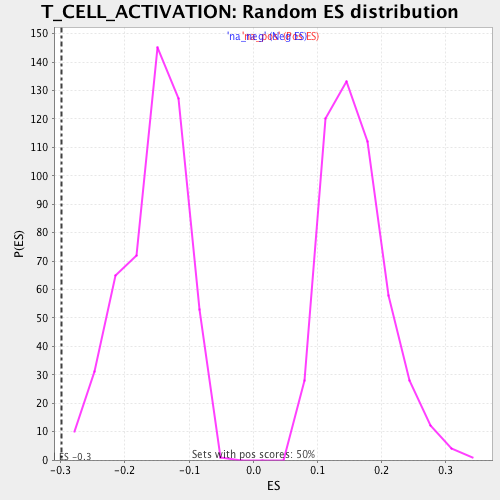 T_CELL_ACTIVATION: Random ES distribution
P(ES)
150
140
130
120
110
100
90
80
70
60
50
40
30
20
10
0
ES -0.3
Sets with pos scores: 50%
-0.3 -0.2 -0.1 0.0 0.1 0.2 0.3
ES